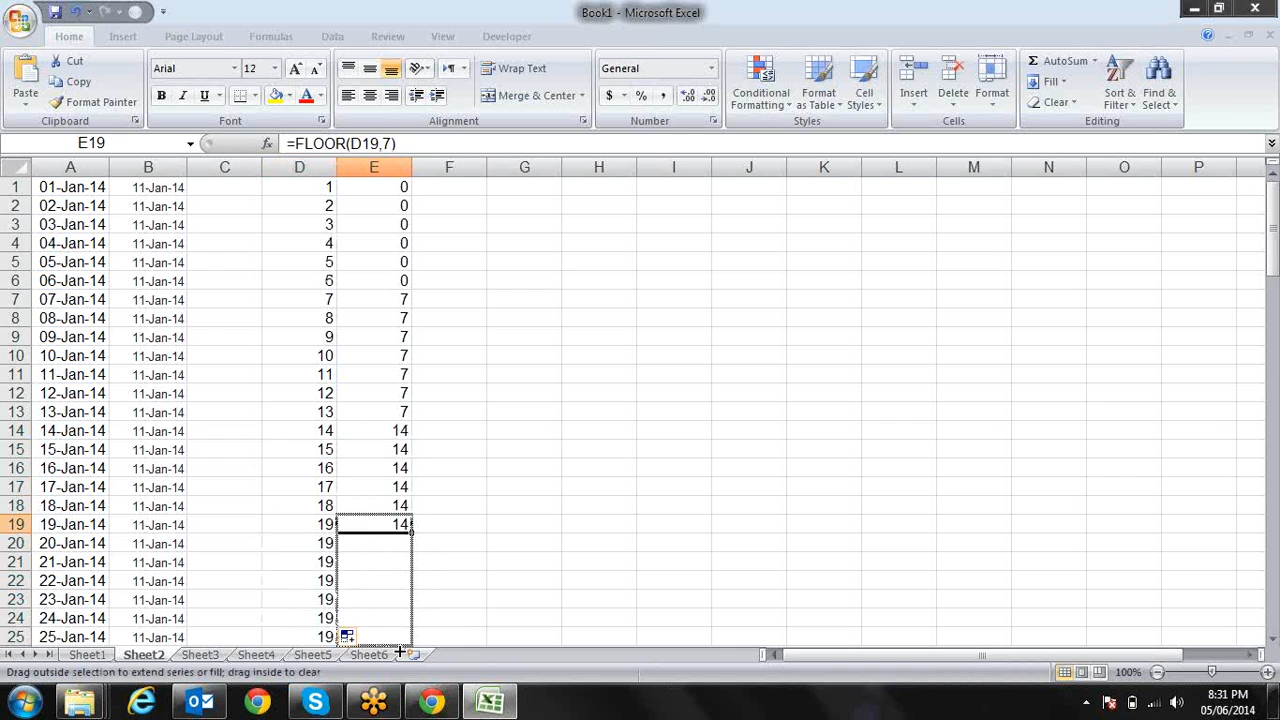 Book1 - Microsoft Excel
Home Insert Page Layout Formulas Data Review View Developer
Paste
Cut
Copy
Format Painter
Clipboard
Arial 12
B I U
Font
Wrap Text
Merge & Center
Alignment
General
$ % ,
Number
Conditional Formatting
Format as Table
Cell Styles
Styles
Insert Delete Format
Cells
AutoSum
Fill
Clear
Sort & Filter
Find & Select
Editing
E19 fx =FLOOR(D19,7)
A B C D E F G H I J K L M N O P
1 01-Jan-14 11-Jan-14 1 0
2 02-Jan-14 11-Jan-14 2 0
3 03-Jan-14 11-Jan-14 3 0
4 04-Jan-14 11-Jan-14 4 0
5 05-Jan-14 11-Jan-14 5 0
6 06-Jan-14 11-Jan-14 6 0
7 07-Jan-14 11-Jan-14 7 7
8 08-Jan-14 11-Jan-14 8 7
9 09-Jan-14 11-Jan-14 9 7
10 10-Jan-14 11-Jan-14 10 7
11 11-Jan-14 11-Jan-14 11 7
12 12-Jan-14 11-Jan-14 12 7
13 13-Jan-14 11-Jan-14 13 7
14 14-Jan-14 11-Jan-14 14 14
15 15-Jan-14 11-Jan-14 15 14
16 16-Jan-14 11-Jan-14 16 14
17 17-Jan-14 11-Jan-14 17 14
18 18-Jan-14 11-Jan-14 18 14
19 19-Jan-14 11-Jan-14 19 14
20 20-Jan-14 11-Jan-14 19
21 21-Jan-14 11-Jan-14 19
22 22-Jan-14 11-Jan-14 19
23 23-Jan-14 11-Jan-14 19
24 24-Jan-14 11-Jan-14 19
25 25-Jan-14 11-Jan-14 19
Sheet1 Sheet2 Sheet3 Sheet4 Sheet5 Sheet6
Drag outside selection to extend series or fill; drag inside to clear 100%
8:31 PM
05/06/2014